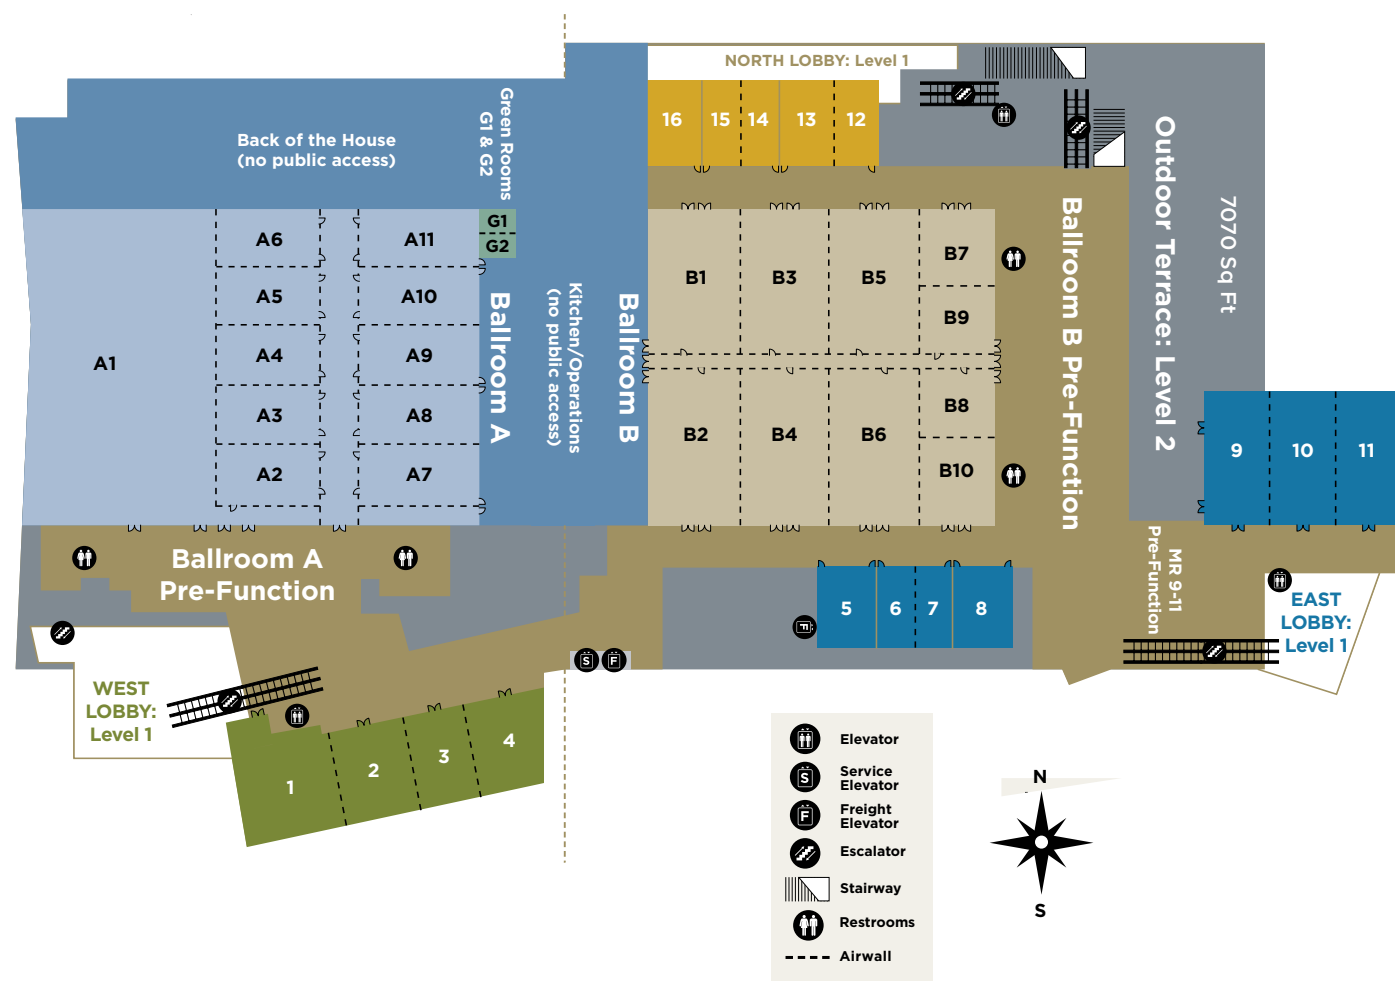 NORTH LOBBY: Level 1
Back of the House
(no public access)
Green Rooms
G1 & G2
16
15
14
13
12
Outdoor Terrace: Level 2
7070 Sq Ft
A1
A6
A5
A4
A3
A2
A11
A10
A9
A8
A7
G1
G2
Ballroom A
Kitchen/Operations
(no public access)
Ballroom B
B1
B3
B5
B7
B9
B2
B4
B6
B8
B10
Ballroom B Pre-Function
9
10
11
Ballroom A
Pre-Function
MR 9-11
Pre-Function
5
6
7
8
F
S
F
EAST
LOBBY:
Level 1
WEST
LOBBY:
Level 1
1
2
3
4
Elevator
S
Service
Elevator
F
Freight
Elevator
Escalator
Stairway
Restrooms
Airwall
N
S